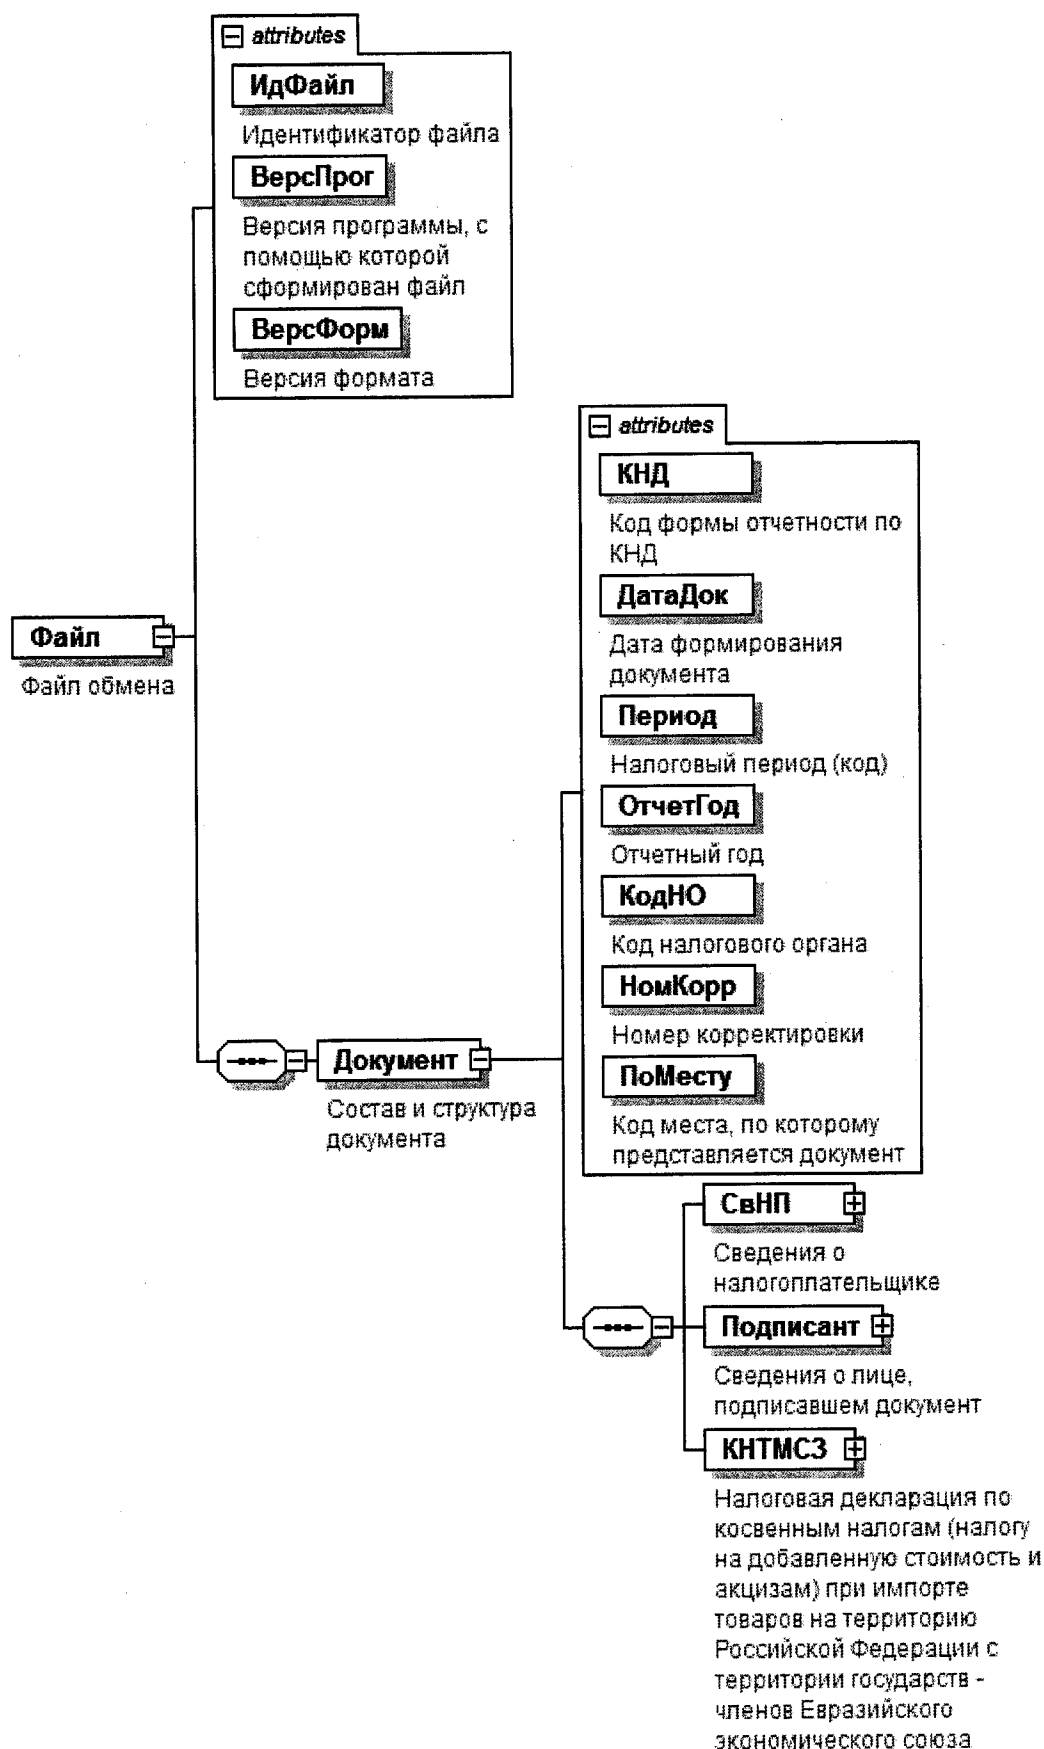 attributes
ИдФайл
Идентификатор файла
ВерсПрог
Версия программы, с
помощью которой
сформирован файл
ВерсФорм
Версия формата
attributes
КНД
Код формы отчетности по
КНД
ДатаДок
Дата формирования
документа
Период
Налоговый период (код)
ОтчетГод
Отчетный год
КодНО
Код налогового органа
НомКорр
Номер корректировки
ПоМесту
Код места, по которому
представляется документ
Файл
Файл обмена
Документ
Состав и структура
документа
СвНП
Сведения о
налогоплательщике
Подписант
Сведения о лице,
подписавшем документ
КНТМСЗ
Налоговая декларация по
косвенным налогам (налогу
на добавленную стоимость и
акцизам) при импорте
товаров на территорию
Российской Федерации с
территории государств -
членов Евразийского
экономического союза